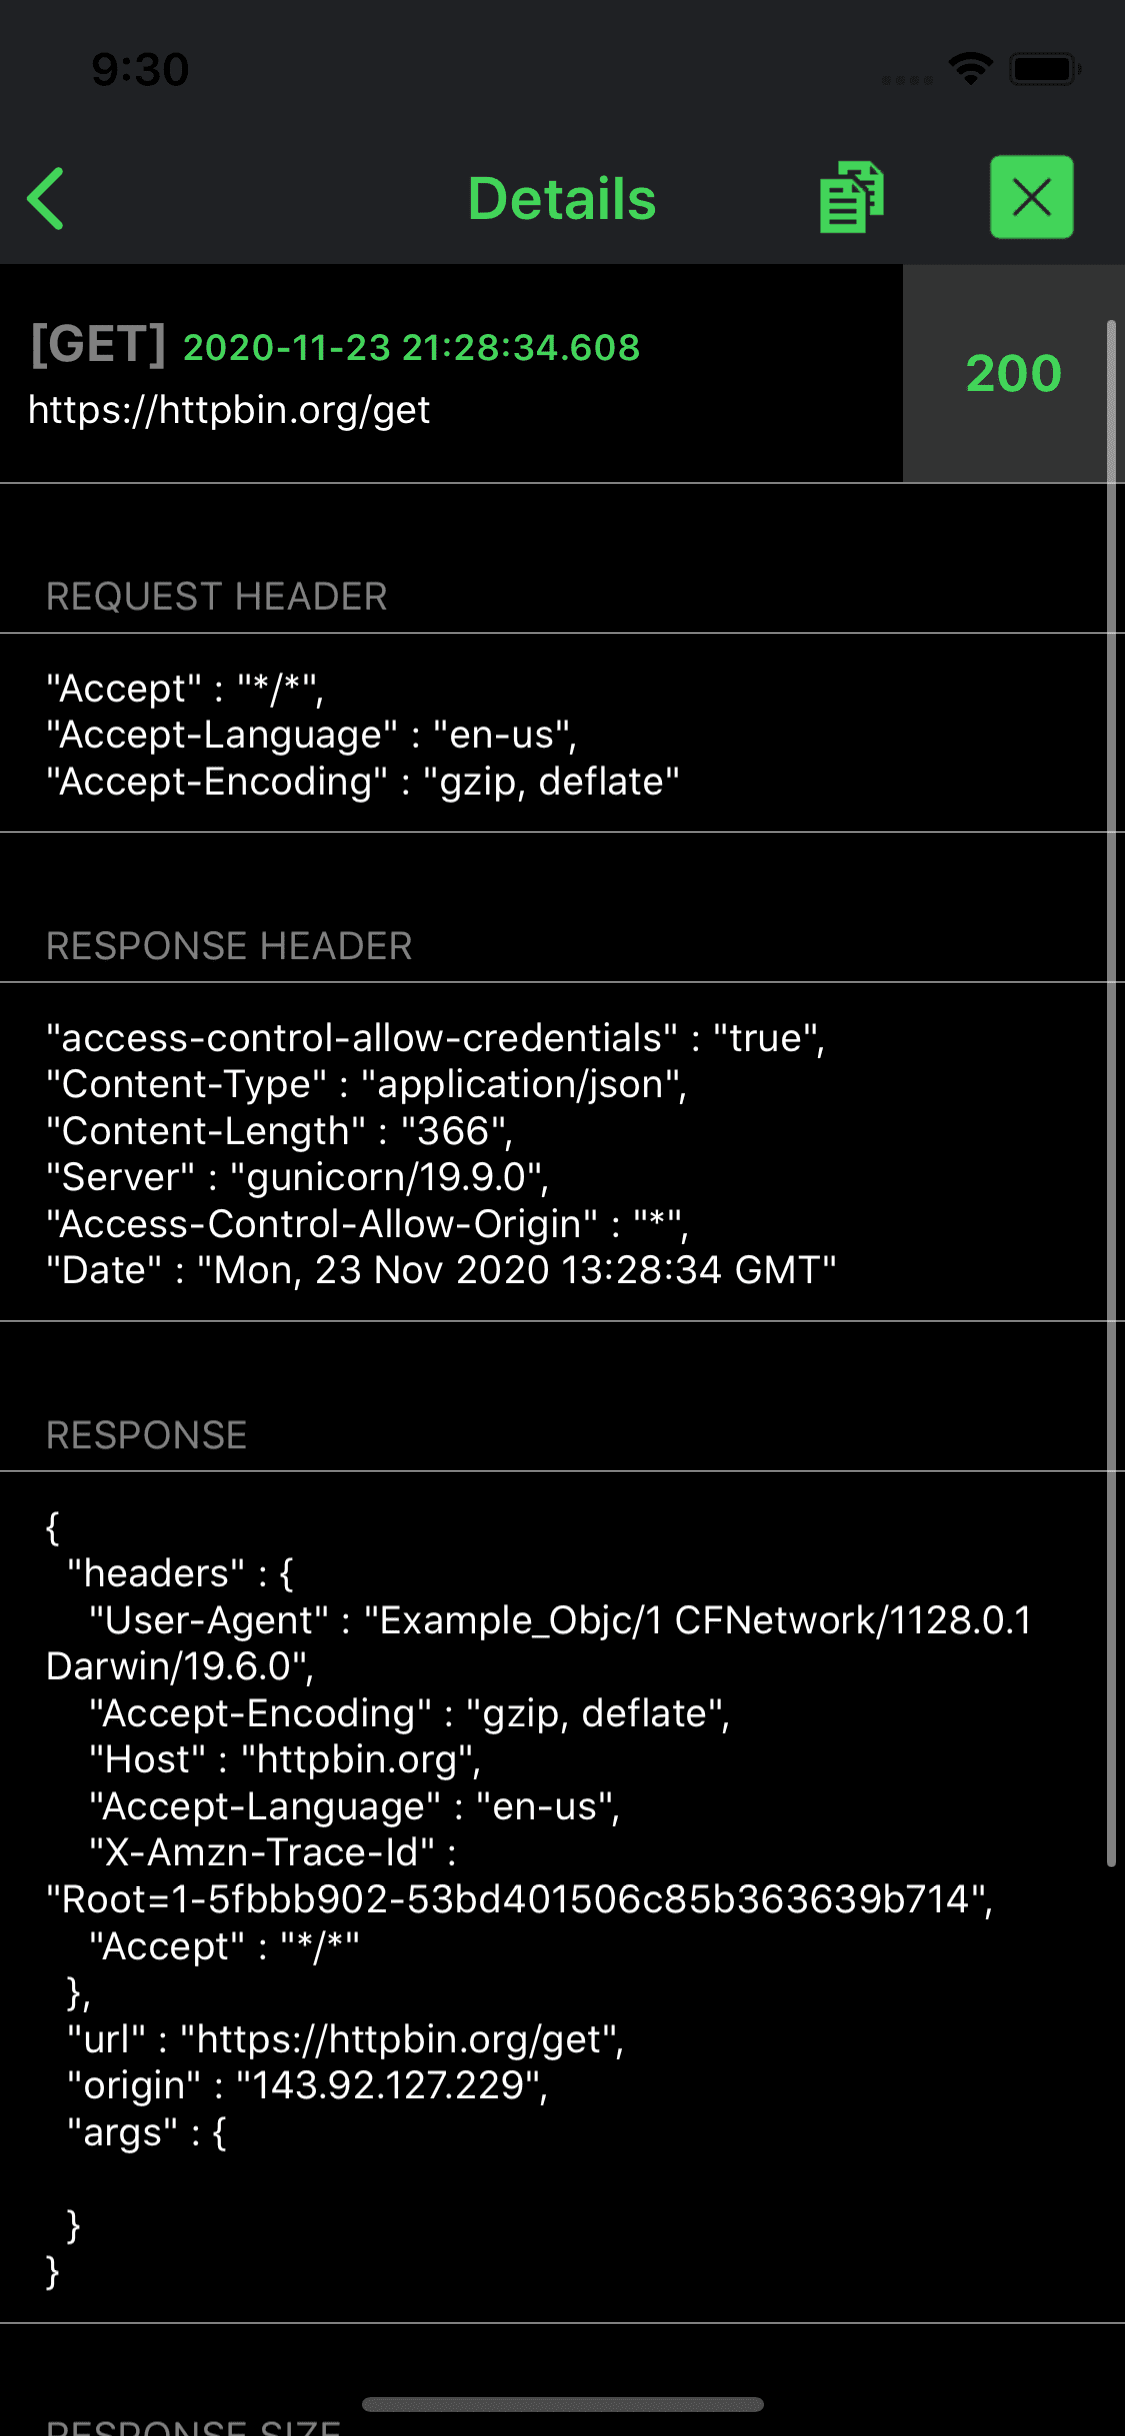 9:30
Details
[GET] 2020-11-23 21:28:34.608
https://httpbin.org/get
200
REQUEST HEADER
"Accept" : "*/*",
"Accept-Language" : "en-us",
"Accept-Encoding" : "gzip, deflate"
RESPONSE HEADER
"access-control-allow-credentials" : "true",
"Content-Type" : "application/json",
"Content-Length" : "366",
"Server" : "gunicorn/19.9.0",
"Access-Control-Allow-Origin" : "*",
"Date" : "Mon, 23 Nov 2020 13:28:34 GMT"
RESPONSE
{
  "headers" : {
    "User-Agent" : "Example_Objc/1 CFNetwork/1128.0.1
Darwin/19.6.0",
    "Accept-Encoding" : "gzip, deflate",
    "Host" : "httpbin.org",
    "Accept-Language" : "en-us",
    "X-Amzn-Trace-Id" :
"Root=1-5fbbb902-53bd401506c85b363639b714",
    "Accept" : "*/*"
  },
  "url" : "https://httpbin.org/get",
  "origin" : "143.92.127.229",
  "args" : {
  }
}
RESPONSE SIZE